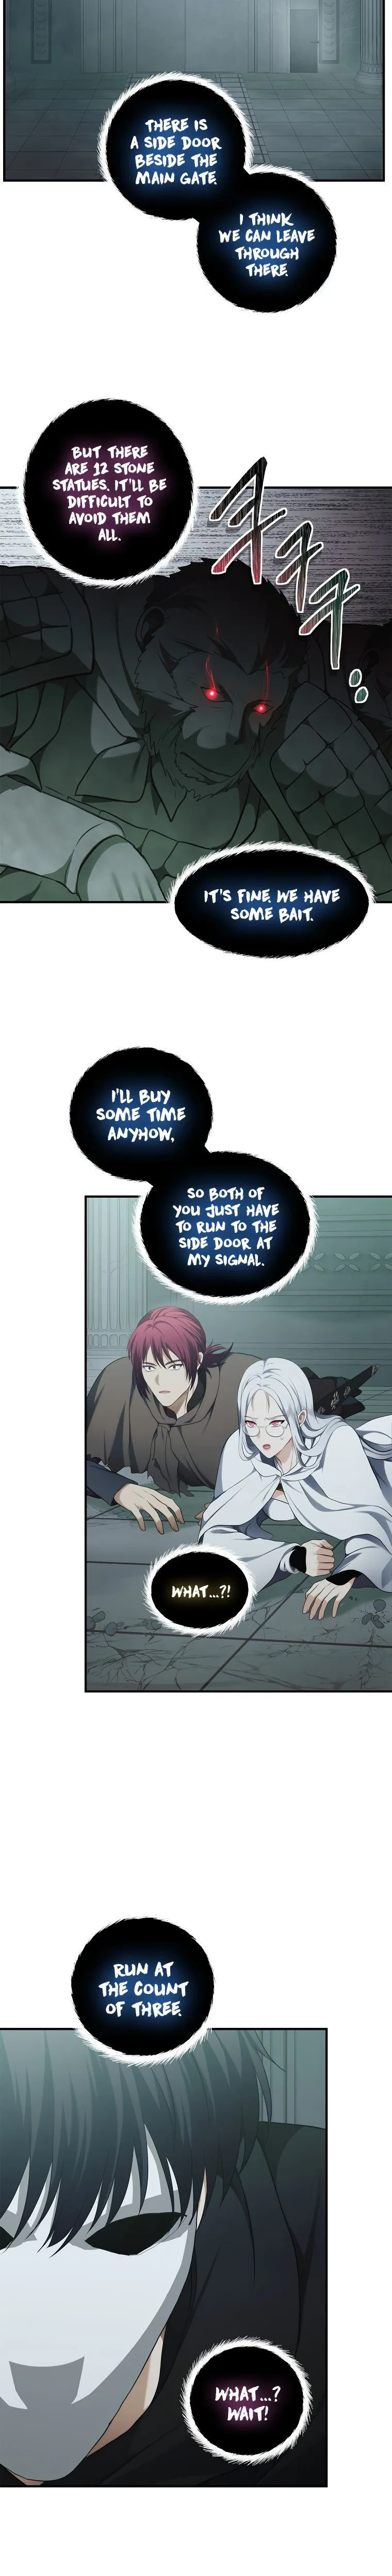 THERE IS
A SIDE DOOR
BESIDE THE
MAIN GATE.
I THINK
WE CAN LEAVE
THROUGH
THERE.
BUT THERE
ARE 12 STONE
STATUES. IT'LL BE
DIFFICULT TO
AVOID THEM
ALL.
IT'S FINE. WE HAVE
SOME BAIT.
I'LL BUY
SOME TIME
ANYHOW,
SO BOTH OF
YOU JUST HAVE
TO RUN TO THE
SIDE DOOR AT
MY SIGNAL.
WHAT...?!
RUN AT
THE COUNT
OF THREE.
WHAT...?
WAIT!